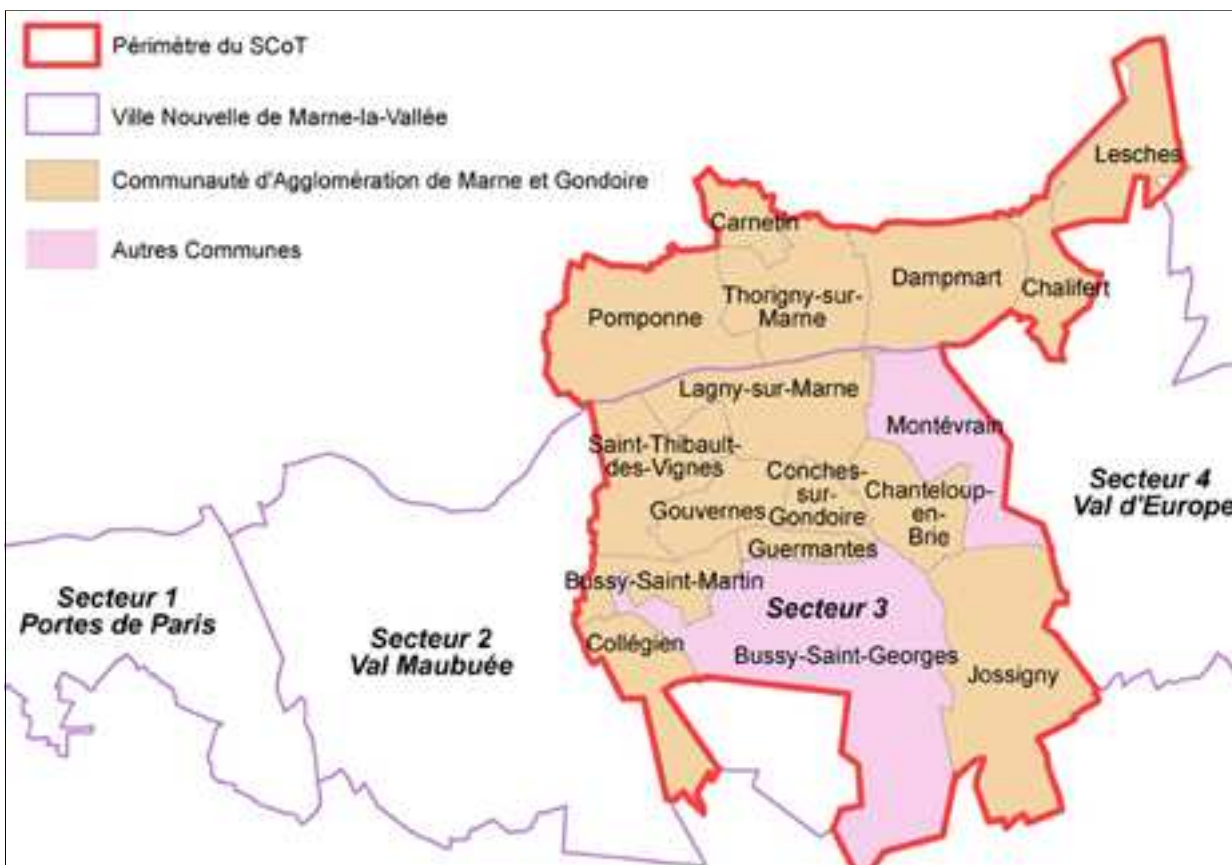 Périmètre du SCoT
Ville Nouvelle de Marne-la-Vallée
Communauté d'Agglomération de Marne et Gondoire
Autres Communes
Lesches
Carnetin
Dampmart
Chalifert
Thorigny-sur-
Marne
Pomponne
Lagny-sur-Marne
Montévrain
Saint-Thibault-
des-Vignes
Conches-
sur-
Gondoire
Chanteloup-
en-
Brie
Secteur 4
Val d'Europe
Gouvernes
Guermantes
Bussy-Saint-Martin
Secteur 1
Portes de Paris
Secteur 2
Val Maubuée
Secteur 3
Collégien
Bussy-Saint-Georges
Jossigny